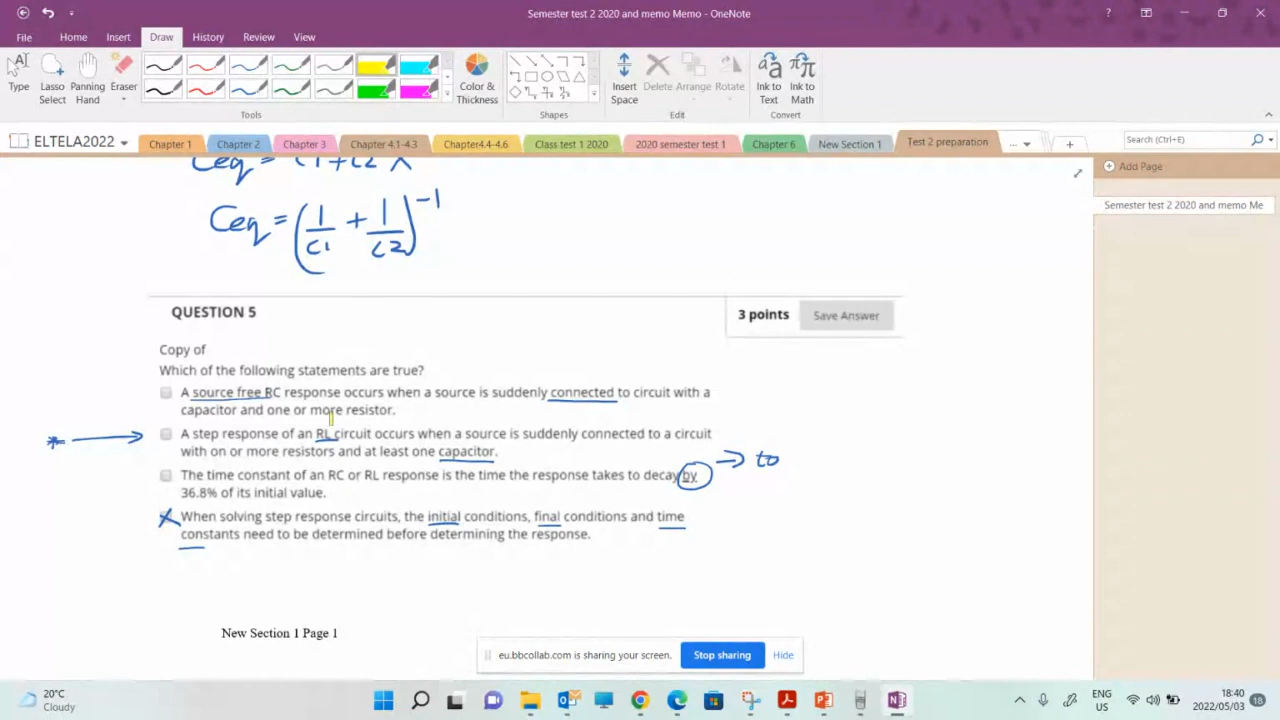 Semester test 2 2020 and memo Memo - OneNote
File Home Insert Draw History Review View
Type Lasso Select Panning Hand Eraser Color & Thickness Insert Space Delete Arrange Rotate Ink to Text Ink to Math
Tools Shapes Edit Convert
ELTELA2022 Chapter 1 Chapter 2 Chapter 3 Chapter 4.1-4.3 Chapter4.4-4.6 Class test 1 2020 2020 semester test 1 Chapter 6 New Section 1 Test 2 preparation ... Search (Ctrl+E)
Add Page
Semester test 2 2020 and memo Me
Ceq = C1+C2 X
Ceq = (1/C1 + 1/C2)^-1
QUESTION 5
3 points Save Answer
Copy of
Which of the following statements are true?
A source free RC response occurs when a source is suddenly connected to circuit with a
capacitor and one or more resistor.
* → A step response of an RL circuit occurs when a source is suddenly connected to a circuit
with on or more resistors and at least one capacitor.
The time constant of an RC or RL response is the time the response takes to decay by → to
36.8% of its initial value.
X When solving step response circuits, the initial conditions, final conditions and time
constants need to be determined before determining the response.
New Section 1 Page 1
eu.bbcollab.com is sharing your screen. Stop sharing Hide
20°C
Cloudy
ENG
US
18:40
2022/05/03
18